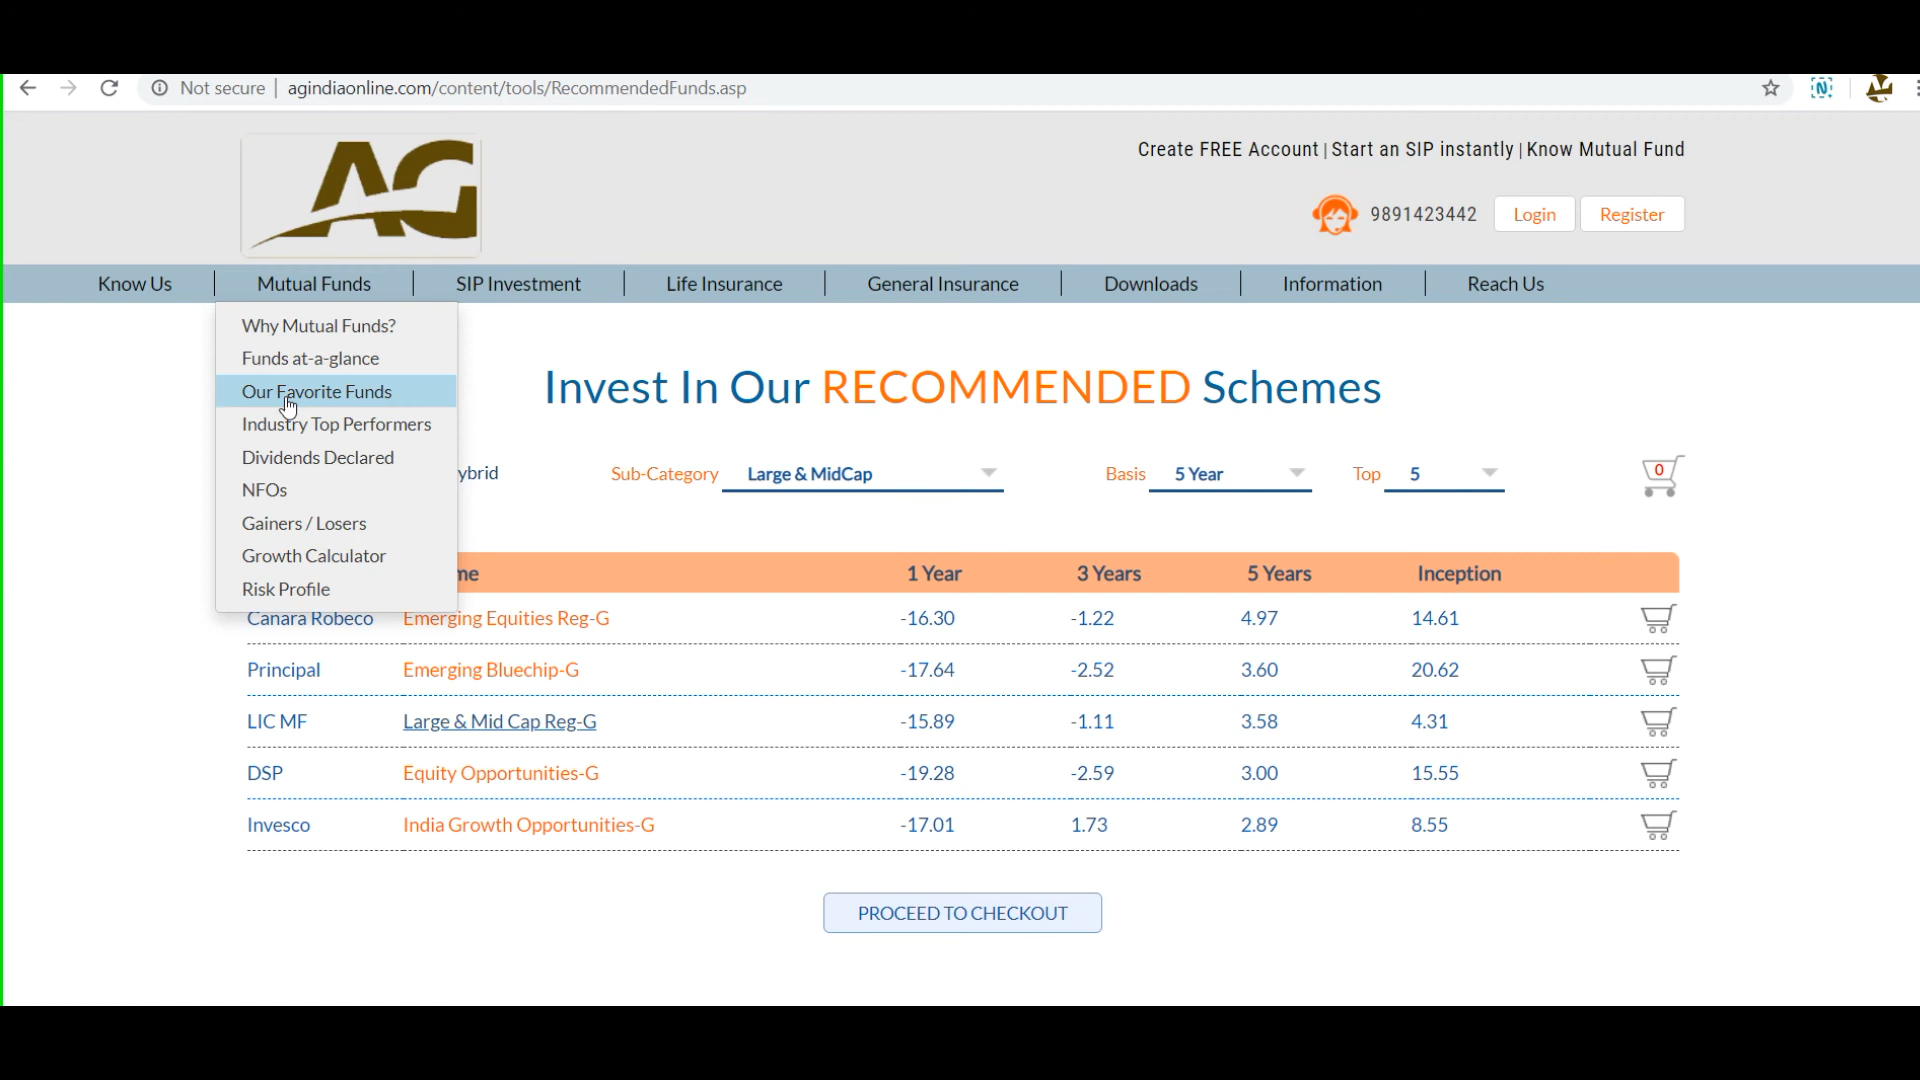 Not secure | agindiaonline.com/content/tools/RecommendedFunds.asp
AG
Create FREE Account | Start an SIP instantly | Know Mutual Fund
9891423442 Login Register
Know Us Mutual Funds SIP Investment Life Insurance General Insurance Downloads Information Reach Us
Why Mutual Funds?
Funds at-a-glance
Our Favorite Funds
Industry Top Performers
Dividends Declared
NFOs
Gainers / Losers
Growth Calculator
Risk Profile
Invest In Our RECOMMENDED Schemes
ybrid Sub-Category Large & MidCap Basis 5 Year Top 5 0
me 1 Year 3 Years 5 Years Inception
Canara Robeco Emerging Equities Reg-G -16.30 -1.22 4.97 14.61
Principal Emerging Bluechip-G -17.64 -2.52 3.60 20.62
LIC MF Large & Mid Cap Reg-G -15.89 -1.11 3.58 4.31
DSP Equity Opportunities-G -19.28 -2.59 3.00 15.55
Invesco India Growth Opportunities-G -17.01 1.73 2.89 8.55
PROCEED TO CHECKOUT